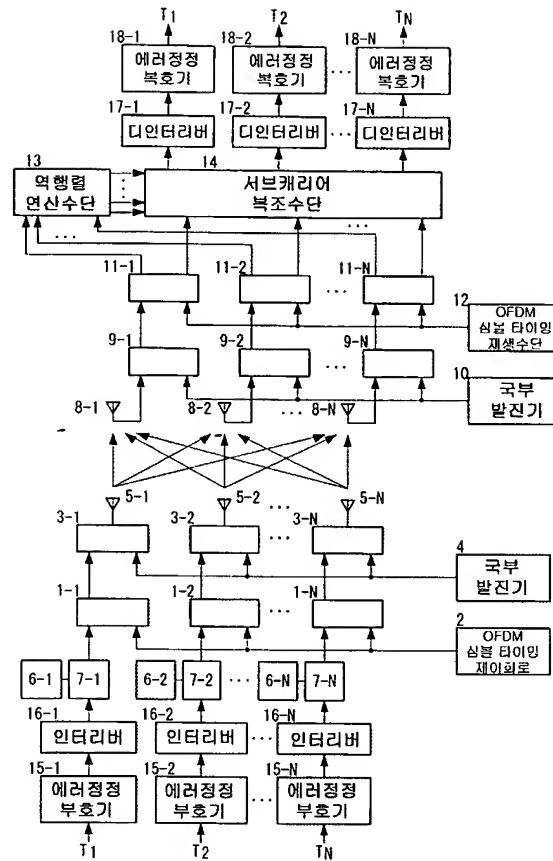 T1 T2 TN
18-1 18-2 18-N
에러정정 복호기 에러정정 복호기 ... 에러정정 복호기
17-1 17-2 17-N
디인터리버 디인터리버 ... 디인터리버
13 14
역행렬 연산수단 서브캐리어 복조수단
... ...
11-1 11-2 ... 11-N
12
OFDM
심볼 타이밍
재생수단
9-1 9-2 ... 9-N
10
국부
발진기
8-1 8-2 ... 8-N
5-1 5-2 ... 5-N
3-1 3-2 ... 3-N
4
국부
발진기
1-1 1-2 ... 1-N
2
OFDM
심볼 타이밍
제어회로
6-1 7-1 6-2 7-2 ... 6-N 7-N
16-1 16-2 16-N
인터리버 인터리버 ... 인터리버
15-1 15-2 15-N
에러정정 부호기 에러정정 부호기 ... 에러정정 부호기
T1 T2 TN